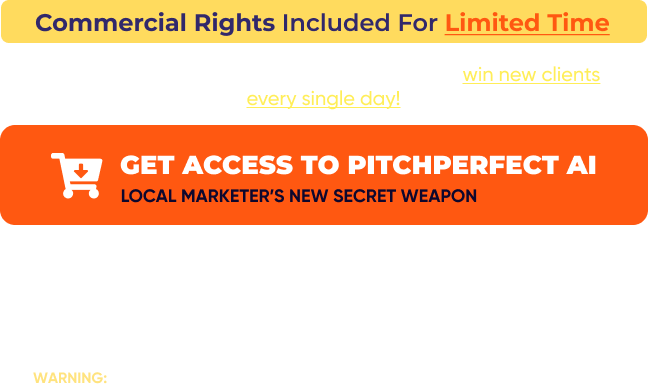 Commercial Rights Included For Limited Time
win new clients
every single day!
GET ACCESS TO PITCHPERFECT AI
LOCAL MARKETER'S NEW SECRET WEAPON
WARNING: